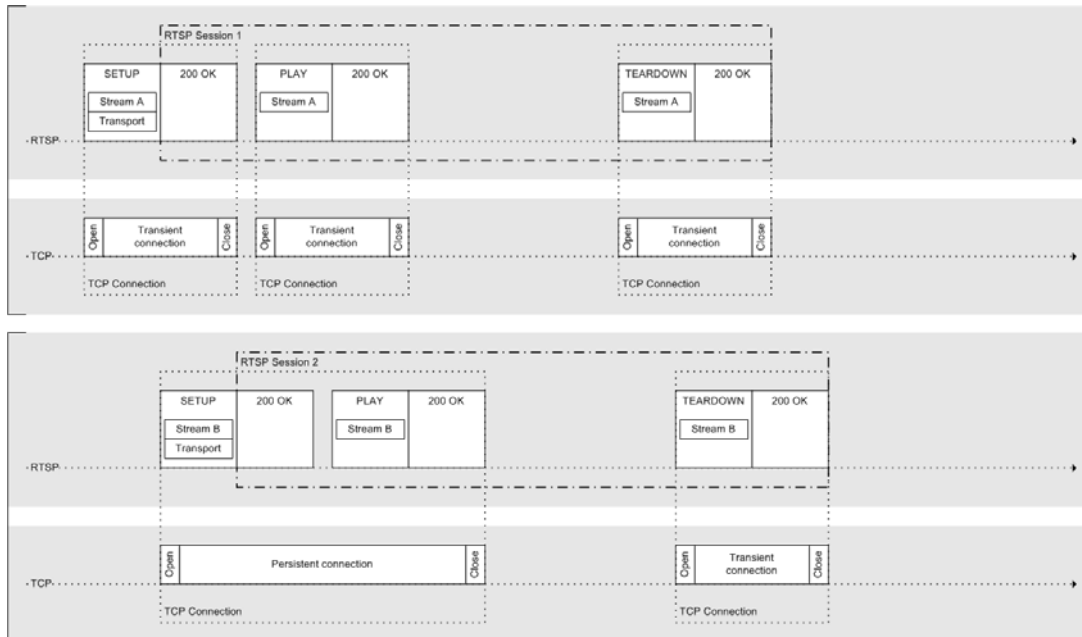 RTSP Session 1
SETUP 200 OK PLAY 200 OK TEARDOWN 200 OK
Stream A Stream A Stream A
Transport
RTSP
Open Transient connection Close Open Transient connection Close Open Transient connection Close
TCP
TCP Connection TCP Connection TCP Connection
RTSP Session 2
SETUP 200 OK PLAY 200 OK TEARDOWN 200 OK
Stream B Stream B Stream B
Transport
RTSP
Open Persistent connection Close Open Transient connection Close
TCP
TCP Connection TCP Connection